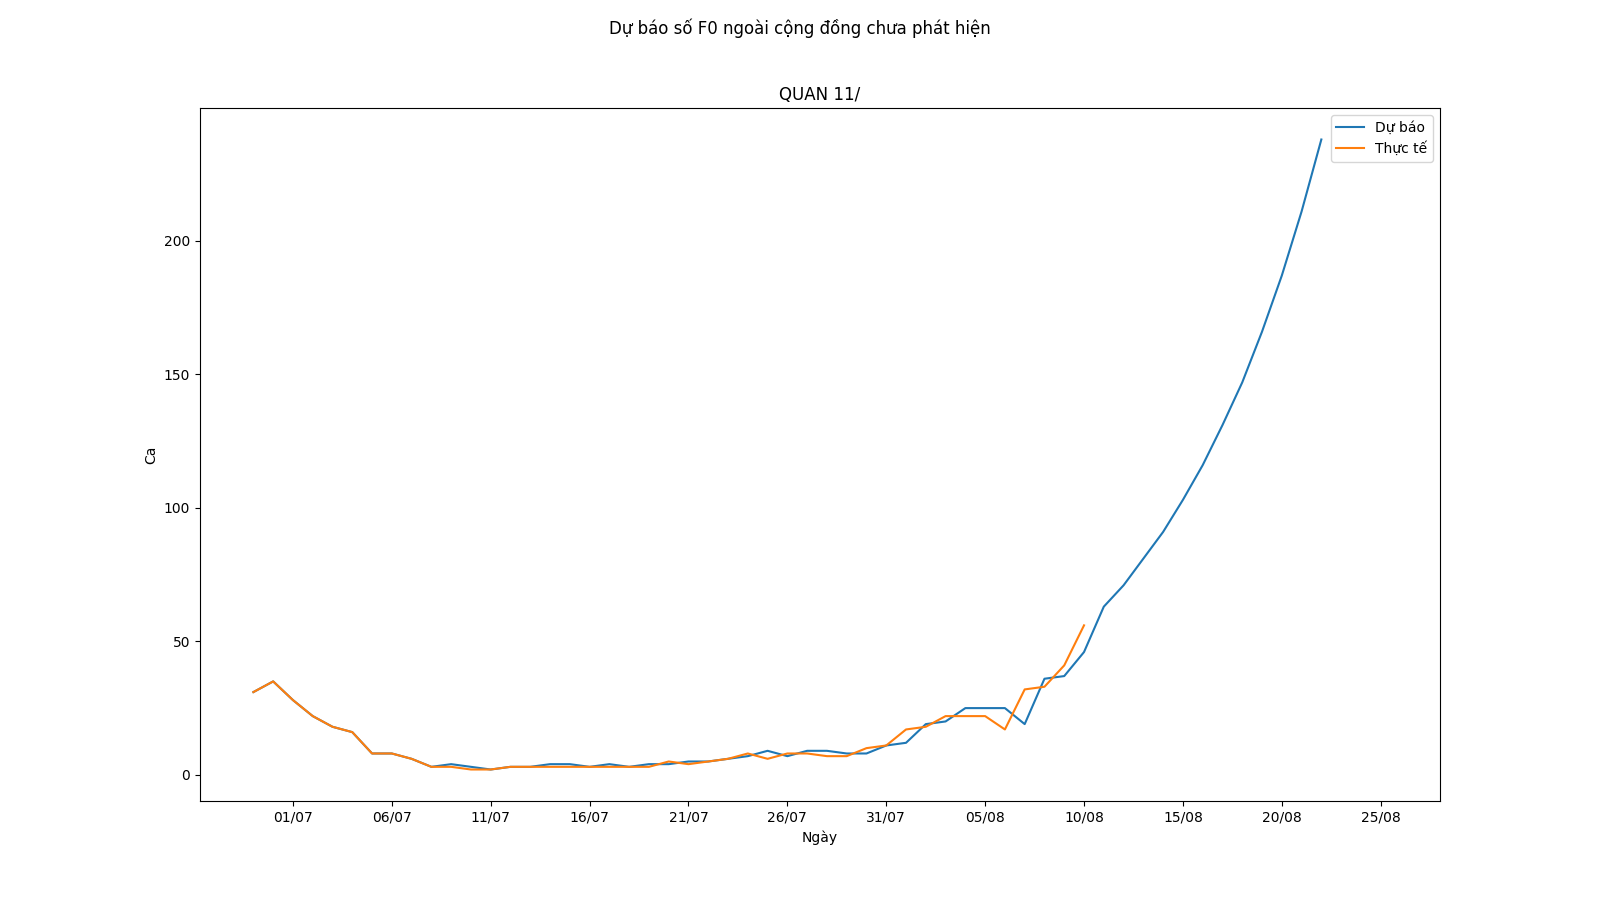 Dự báo số F0 ngoài cộng đồng chưa phát hiện
QUAN 11/
Dự báo
Thực tế
Ca
200
150
100
50
0
01/07 06/07 11/07 16/07 21/07 26/07 31/07 05/08 10/08 15/08 20/08 25/08
Ngày